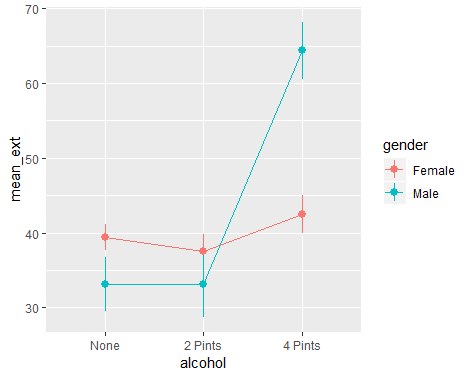 70
60
50
40
30
mean_ext
None 2 Pints 4 Pints
alcohol
gender
Female
Male